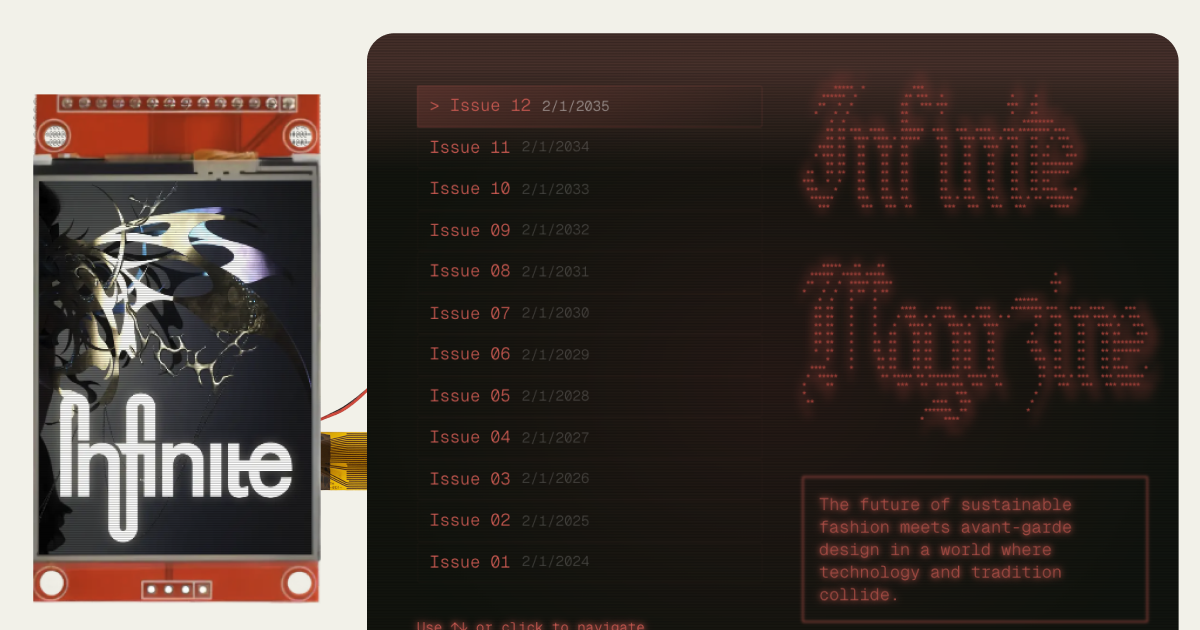 Infinite
> Issue 12 2/1/2035
Issue 11 2/1/2034
Issue 10 2/1/2033
Issue 09 2/1/2032
Issue 08 2/1/2031
Issue 07 2/1/2030
Issue 06 2/1/2029
Issue 05 2/1/2028
Issue 04 2/1/2027
Issue 03 2/1/2026
Issue 02 2/1/2025
Issue 01 2/1/2024
Use ↑↓ or click to navigate
Infinite
Magazine
The future of sustainable
fashion meets avant-garde
design in a world where
technology and tradition
collide.